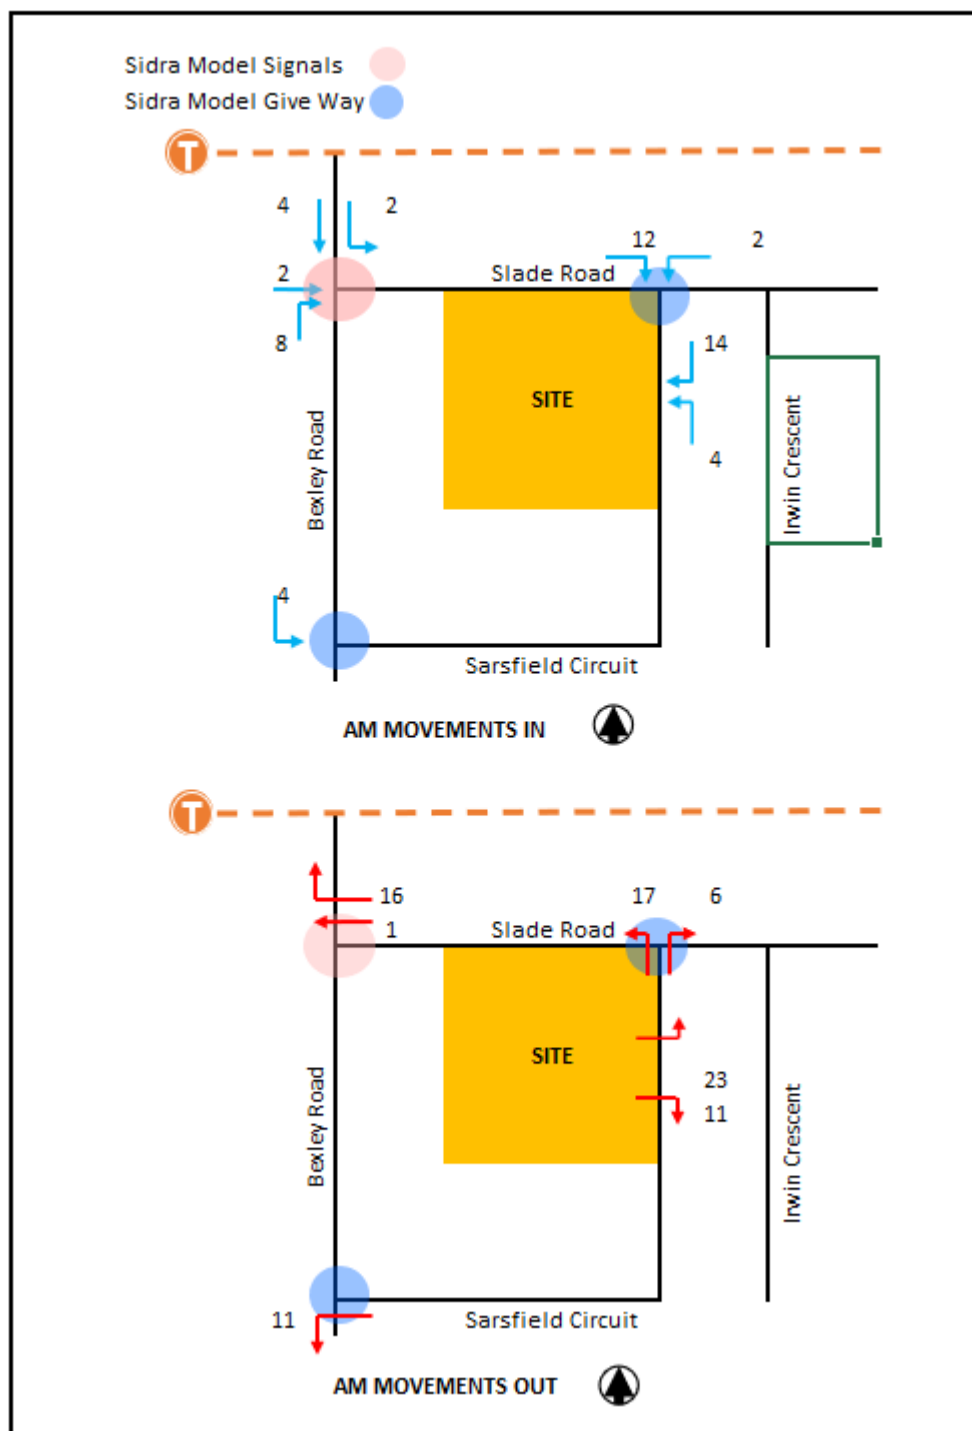 Sidra Model Signals
Sidra Model Give Way
T
4
2
2
8
12
2
Slade Road
14
4
SITE
Bexley Road
Irwin Crescent
4
Sarsfield Circuit
AM MOVEMENTS IN
T
16
1
17
6
Slade Road
SITE
23
11
Bexley Road
Irwin Crescent
11
Sarsfield Circuit
AM MOVEMENTS OUT